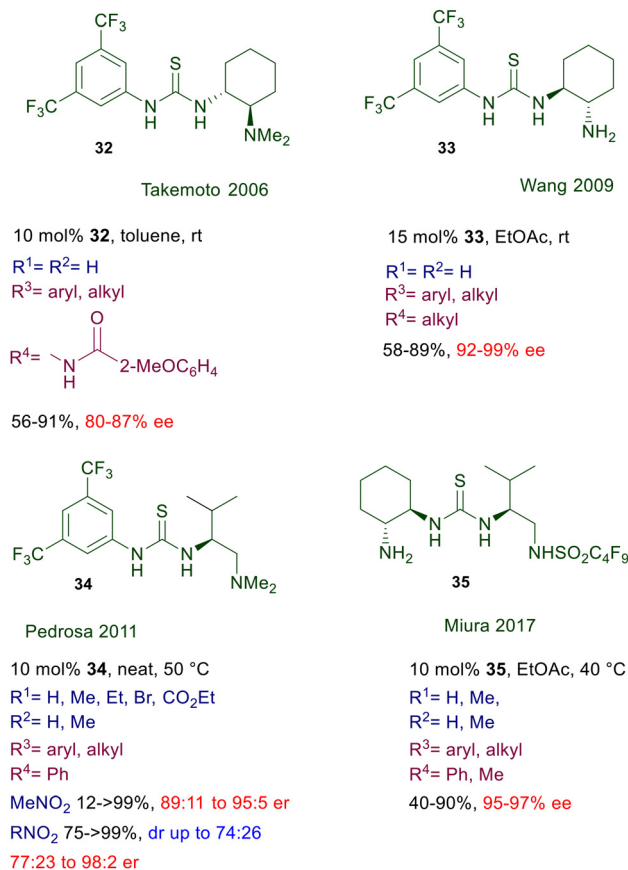 CF3
F3C
S
N
H
N
H
NMe2
32
Takemoto 2006
10 mol% 32, toluene, rt
R1= R2= H
R3= aryl, alkyl
O
R4=
N
H
2-MeOC6H4
56-91%, 80-87% ee
CF3
F3C
S
N
H
N
H
NH2
33
Wang 2009
15 mol% 33, EtOAc, rt
R1= R2= H
R3= aryl, alkyl
R4= alkyl
58-89%, 92-99% ee
CF3
F3C
S
N
H
N
H
NMe2
34
Pedrosa 2011
10 mol% 34, neat, 50 °C
R1= H, Me, Et, Br, CO2Et
R2= H, Me
R3= aryl, alkyl
R4= Ph
MeNO2 12->99%, 89:11 to 95:5 er
RNO2 75->99%, dr up to 74:26
77:23 to 98:2 er
S
N
H
N
H
NH2
NHSO2C4F9
35
Miura 2017
10 mol% 35, EtOAc, 40 °C
R1= H, Me,
R2= H, Me
R3= aryl, alkyl
R4= Ph, Me
40-90%, 95-97% ee